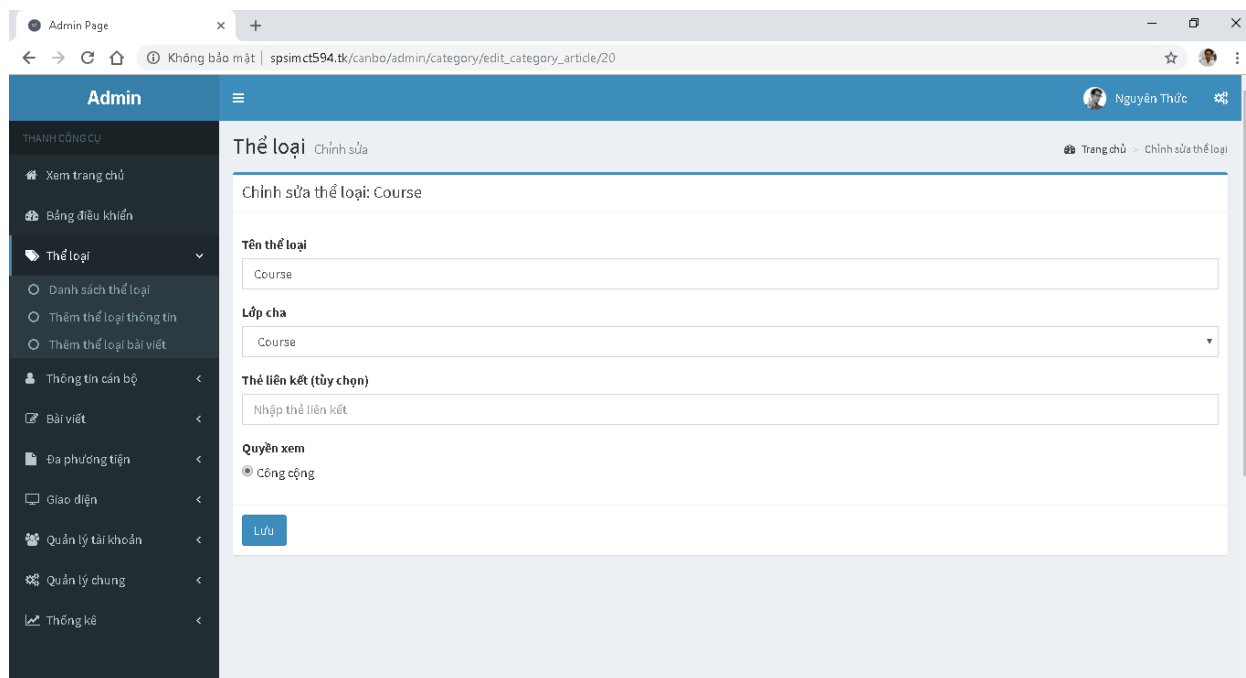 Admin Page
Không bảo mật | spsimct594.tk/canbo/admin/category/edit_category_article/20
Admin
Nguyên Thức
THANH CÔNG CỤ
Xem trang chủ
Bảng điều khiển
Thể loại
Danh sách thể loại
Thêm thể loại thông tin
Thêm thể loại bài viết
Thông tin cán bộ
Bài viết
Đa phương tiện
Giao diện
Quản lý tài khoản
Quản lý chung
Thống kê
Thể loại Chỉnh sửa
Trang chủ > Chỉnh sửa thể loại
Chỉnh sửa thể loại: Course
Tên thể loại
Course
Lớp cha
Course
Thẻ liên kết (tùy chọn)
Nhập thẻ liên kết
Quyền xem
Công cộng
Lưu